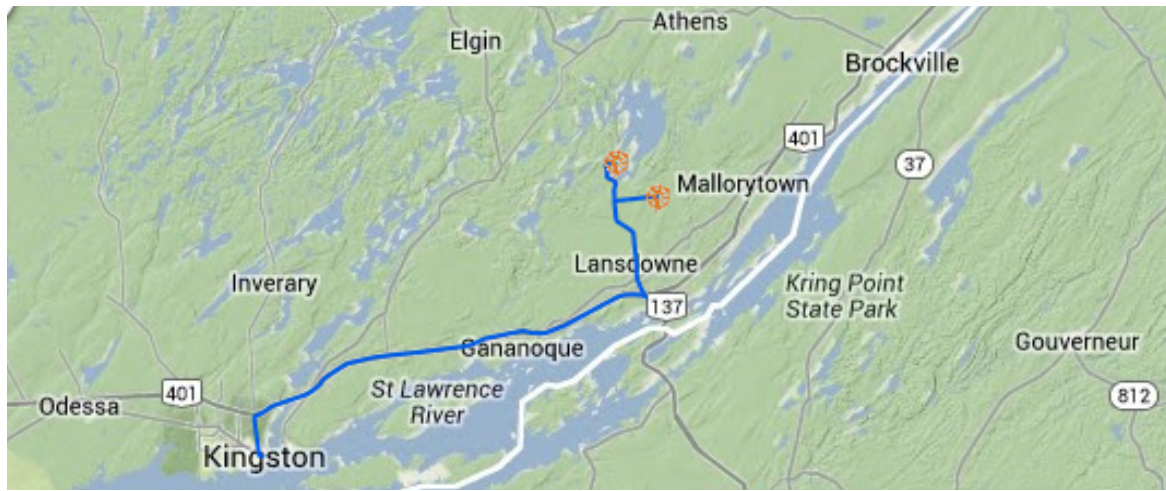 Athens
Elgin
Brockville
401
37
Mallorytown
Lansdowne
Inverary
Kring Point
State Park
137
Gananoque
Gouverneur
St Lawrence
River
401
812
Odessa
Kingston